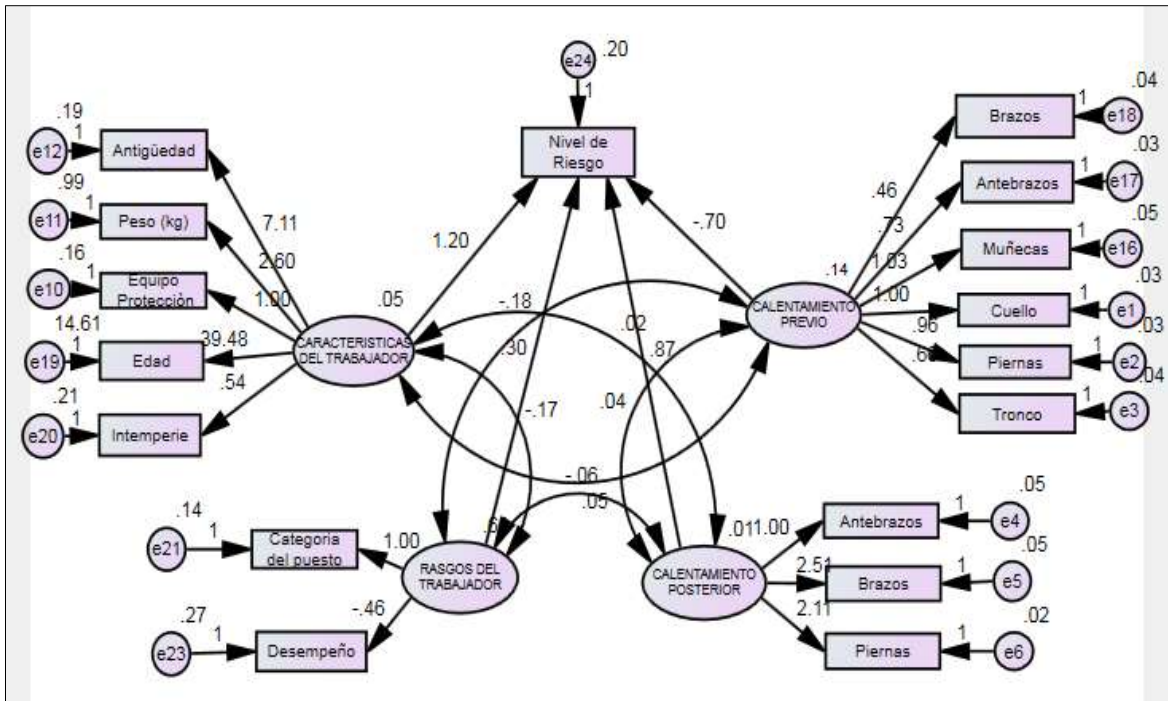 .20
e24
1
Nivel de
Riesgo
.19
e12
1
Antigüedad
.99
e11
1
Peso (kg)
.16
e10
1
Equipo
Protección
14.61
e19
1
Edad
.21
e20
1
Intemperie
7.11
2.60
1.00
39.48
.54
.05
CARACTERISTICAS
DEL TRABAJADOR
1.20
-.70
-.18
.02
.30
.87
-.17
.04
-.06
.05
.14
CALENTAMIENTO
PREVIO
.46
.73
1.03
1.00
.96
Brazos
1
.04
e18
Antebrazos
1
.03
e17
Muñecas
1
.05
e16
Cuello
1
.03
e1
Piernas
1
.03
e2
Tronco
1
.04
e3
.14
e21
1
Categoria
del puesto
1.00
RASGOS DEL
TRABAJADOR
-.46
.27
e23
1
Desempeño
.01
CALENTAMIENTO
POSTERIOR
1.00
2.51
2.11
Antebrazos
1
.05
e4
Brazos
1
.05
e5
Piernas
1
.02
e6